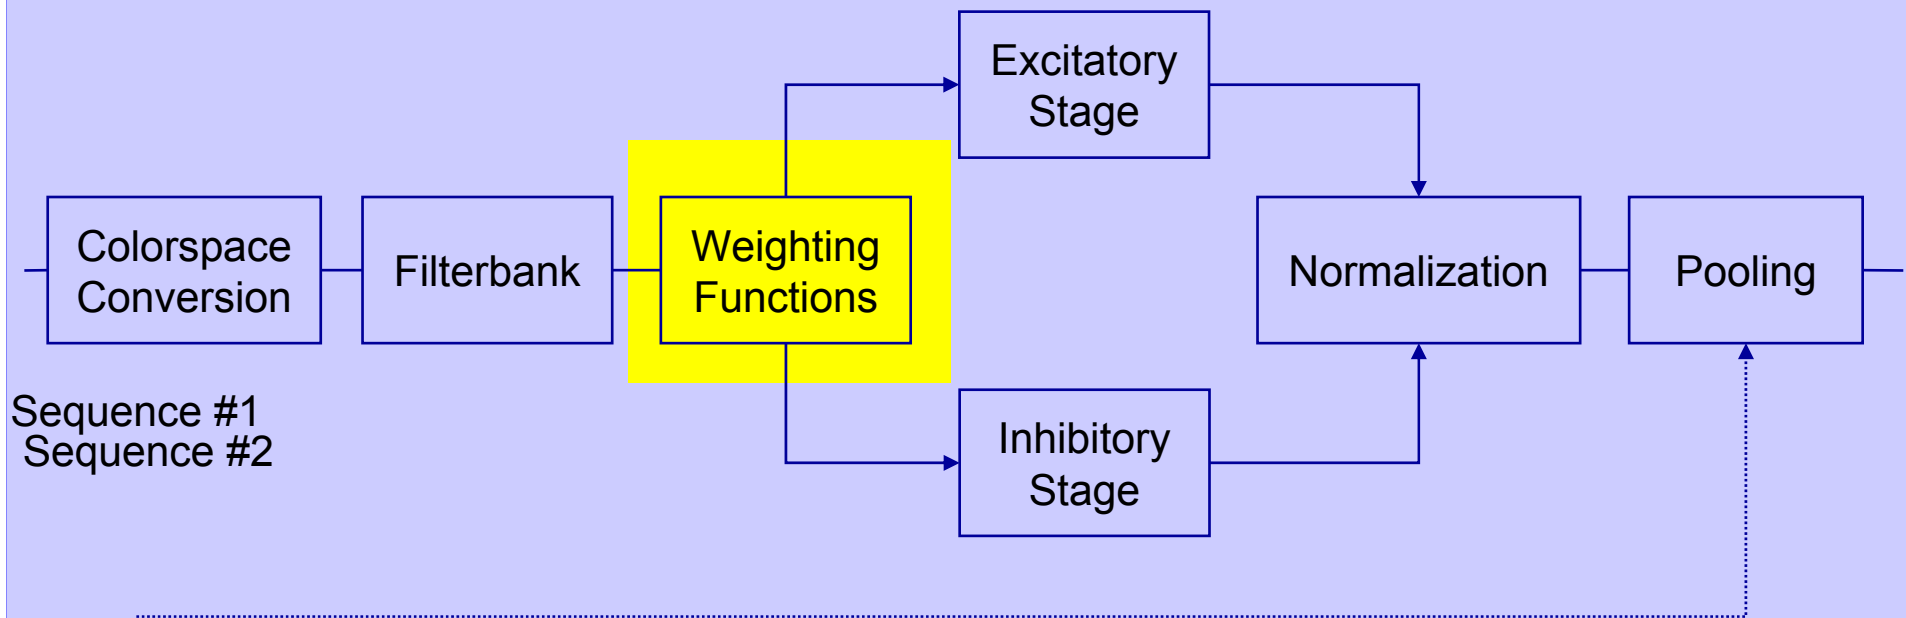 Excitatory
Stage
Colorspace
Conversion
Filterbank
Weighting
Functions
Normalization
Pooling
Sequence #1
Sequence #2
Inhibitory
Stage